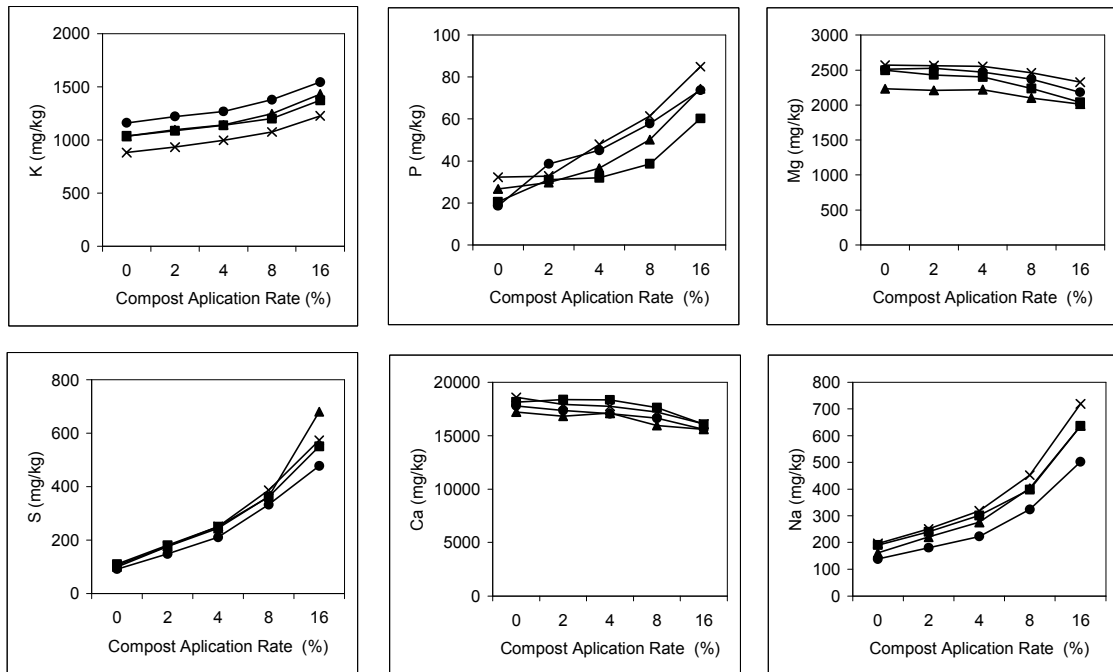 K (mg/kg)
2000
1500
1000
500
0
0 2 4 8 16
Compost Aplication Rate (%)
P (mg/kg)
100
80
60
40
20
0
0 2 4 8 16
Compost Aplication Rate (%)
Mg (mg/kg)
3000
2500
2000
1500
1000
500
0
0 2 4 8 16
Compost Aplication Rate (%)
S (mg/kg)
800
600
400
200
0
0 2 4 8 16
Compost Aplication Rate (%)
Ca (mg/kg)
20000
15000
10000
5000
0
0 2 4 8 16
Compost Aplication Rate (%)
Na (mg/kg)
800
700
600
500
400
300
200
100
0
0 2 4 8 16
Compost Aplication Rate (%)